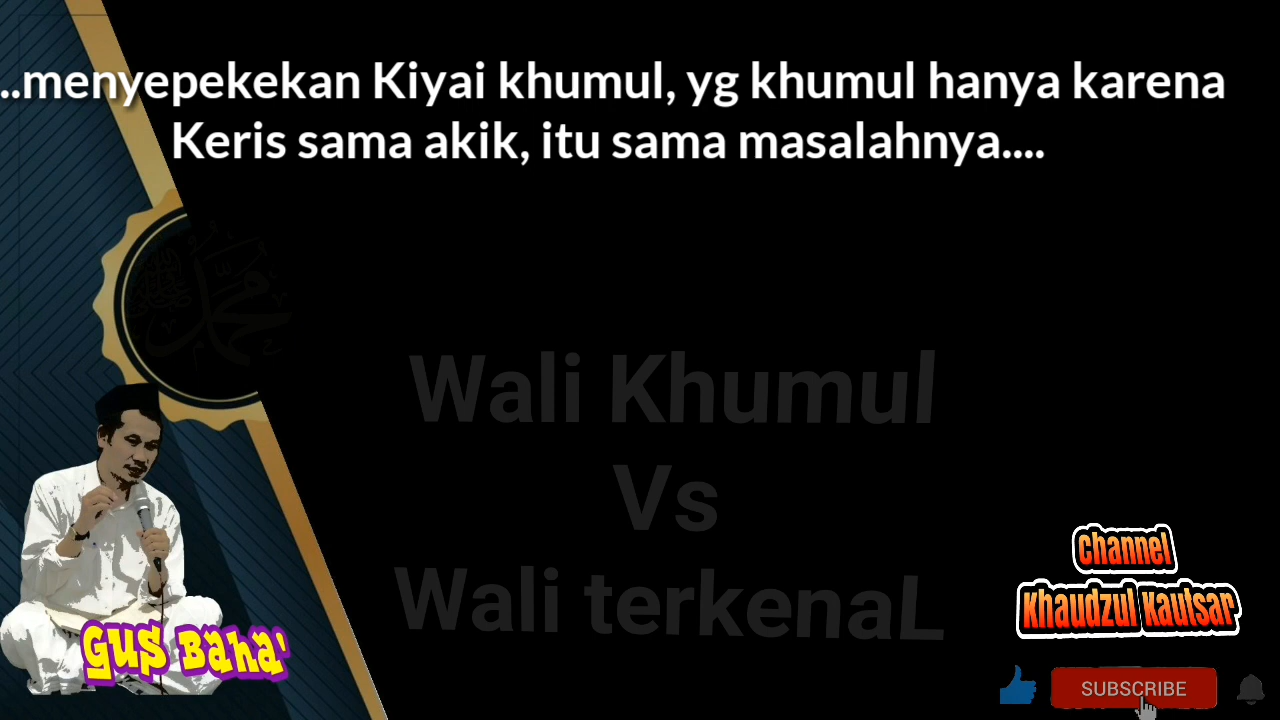 ..menyepekekan Kiyai khumul, yg khumul hanya karena
Keris sama akik, itu sama masalahnya....
محمد
Wali Khumul
Vs
Wali terkenaL
Gus Baha'
Channel
Khaudzul Kautsar
SUBSCRIBE